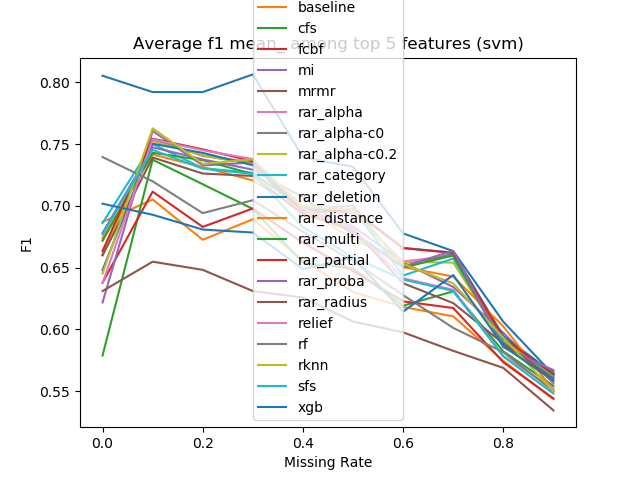 Average f1 mean_ among top 5 features (svm)
baseline
cfs
fcbf
mi
mrmr
rar_alpha
rar_alpha-c0
rar_alpha-c0.2
rar_category
rar_deletion
rar_distance
rar_multi
rar_partial
rar_proba
rar_radius
relief
rf
rknn
sfs
xgb
F1
0.80
0.75
0.70
0.65
0.60
0.55
0.0 0.2 0.4 0.6 0.8
Missing Rate